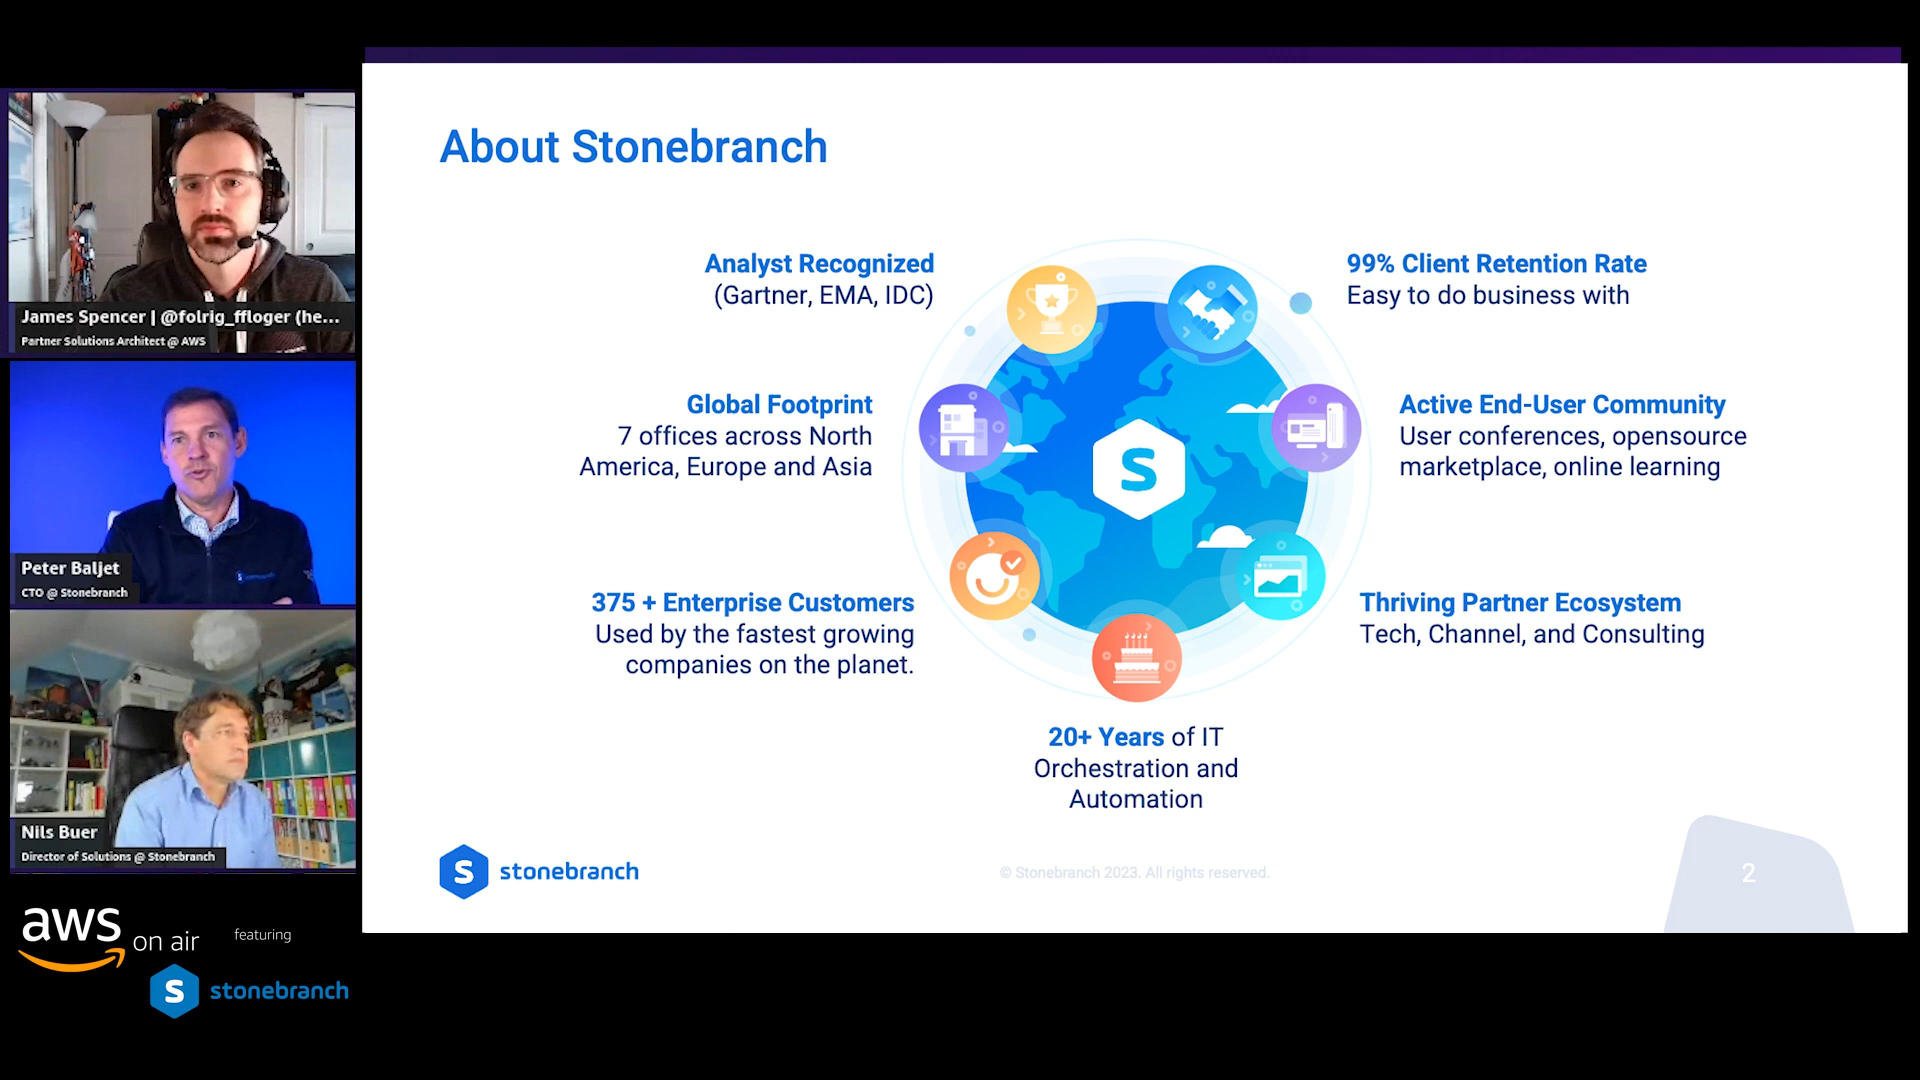 About Stonebranch
Analyst Recognized
(Gartner, EMA, IDC)
99% Client Retention Rate
Easy to do business with
Global Footprint
7 offices across North
America, Europe and Asia
Active End-User Community
User conferences, opensource
marketplace, online learning
375 + Enterprise Customers
Used by the fastest growing
companies on the planet.
Thriving Partner Ecosystem
Tech, Channel, and Consulting
20+ Years of IT
Orchestration and
Automation
S
S stonebranch
© Stonebranch 2023. All rights reserved.
2
James Spencer | @folrig_ffloger (he...
Partner Solutions Architect @ AWS
Peter Baljet
CTO @ Stonebranch
Nils Buer
Director of Solutions @ Stonebranch
aws on air featuring
S stonebranch